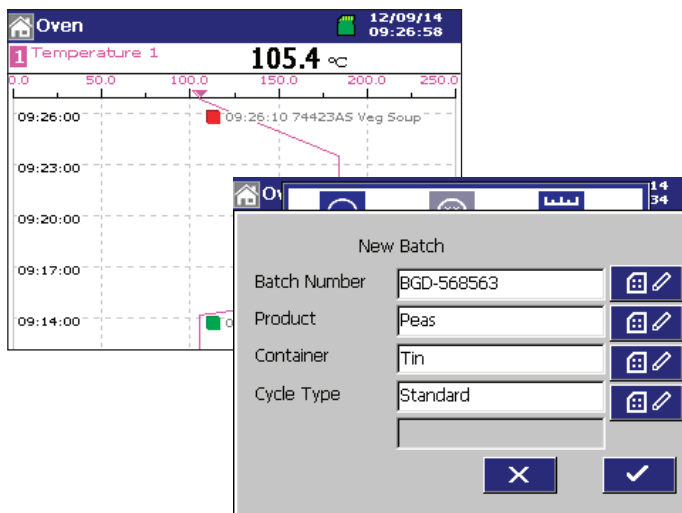 Oven
12/09/14
09:26:58
1 Temperature 1
105.4 °C
0.0 50.0 100.0 150.0 200.0 250.0
09:26:00
09:26:10 74423AS Veg Soup
09:23:00
09:20:00
09:17:00
09:14:00
14
34
New Batch
Batch Number BGD-568563
Product Peas
Container Tin
Cycle Type Standard